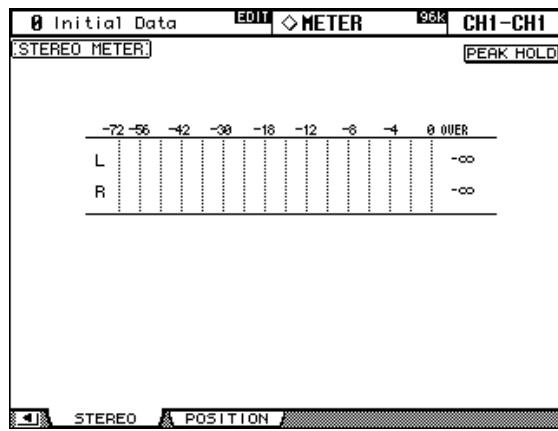 0 Initial Data EDIT ◇METER 96k CH1-CH1
STEREO METER
PEAK HOLD
-72 -56 -42 -30 -18 -12 -8 -4 0 OVER
L -∞
R -∞
STEREO POSITION